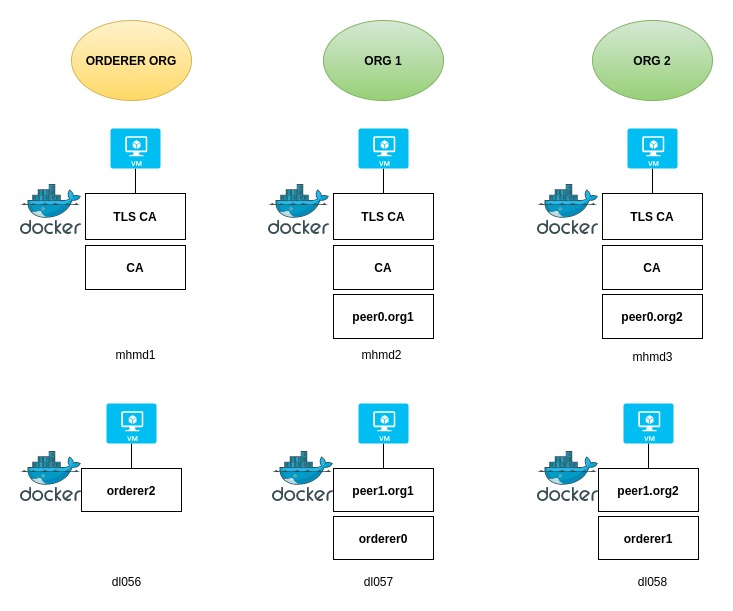 ORDERER ORG
ORG 1
ORG 2
VM
VM
VM
docker
TLS CA
docker
TLS CA
docker
TLS CA
CA
CA
CA
peer0.org1
peer0.org2
mhmd1
mhmd2
mhmd3
VM
VM
VM
docker
orderer2
docker
peer1.org1
docker
peer1.org2
orderer0
orderer1
dl056
dl057
dl058